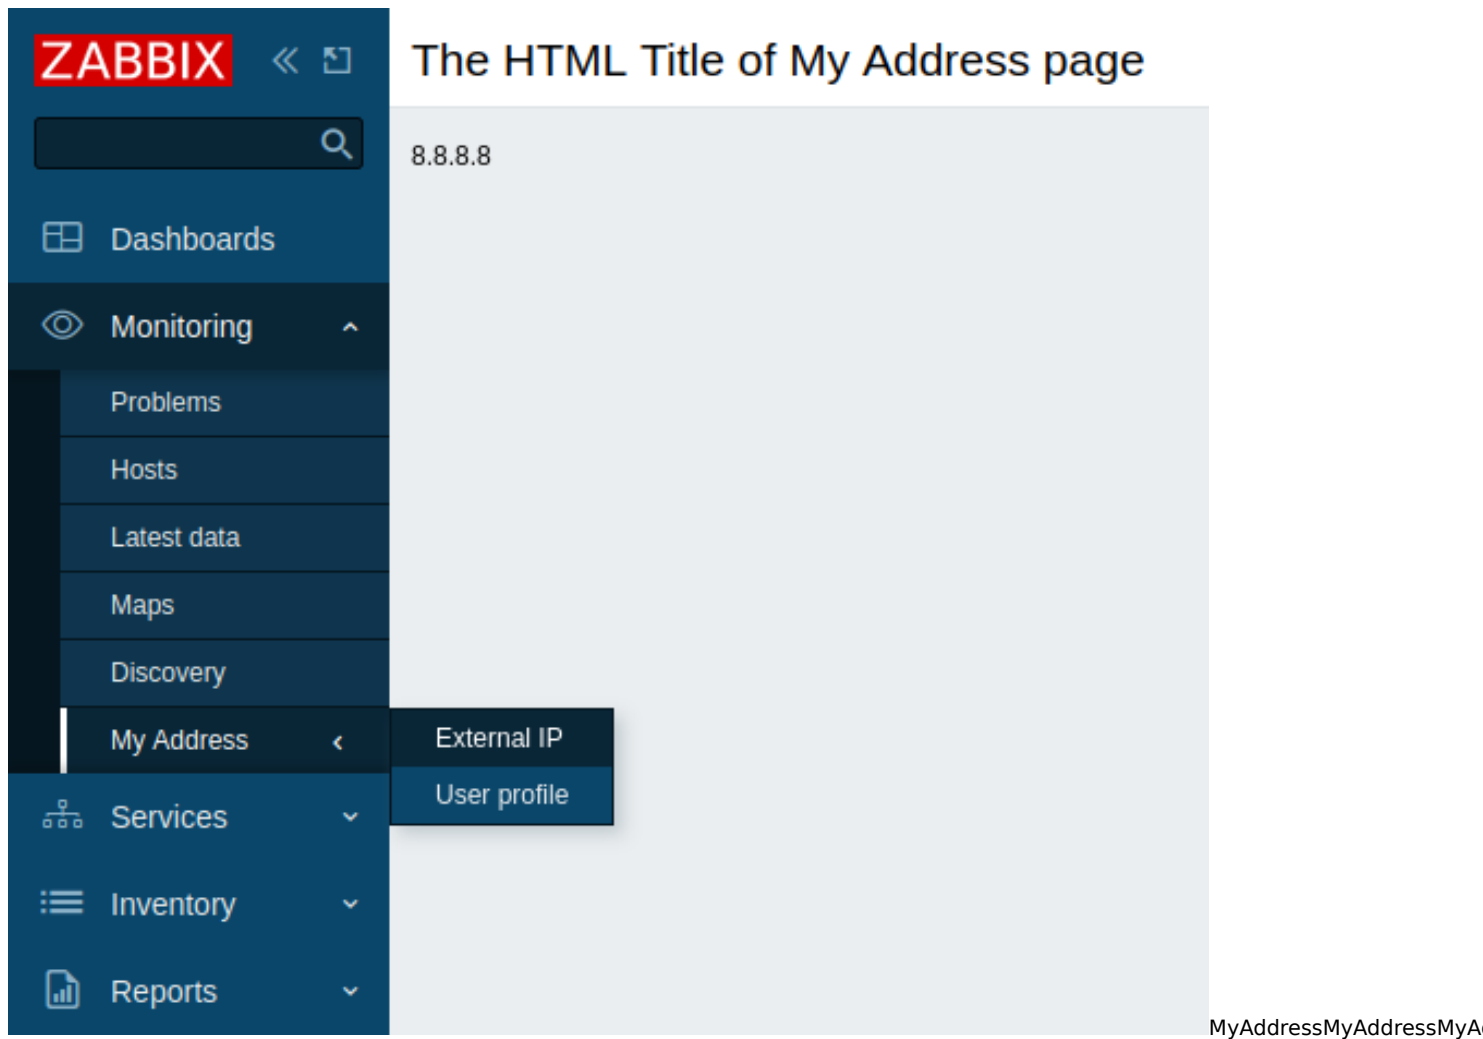 ZABBIX
The HTML Title of My Address page
8.8.8.8
Dashboards
Monitoring
Problems
Hosts
Latest data
Maps
Discovery
My Address
External IP
User profile
Services
Inventory
Reports
MyAddressMyAddressMyA